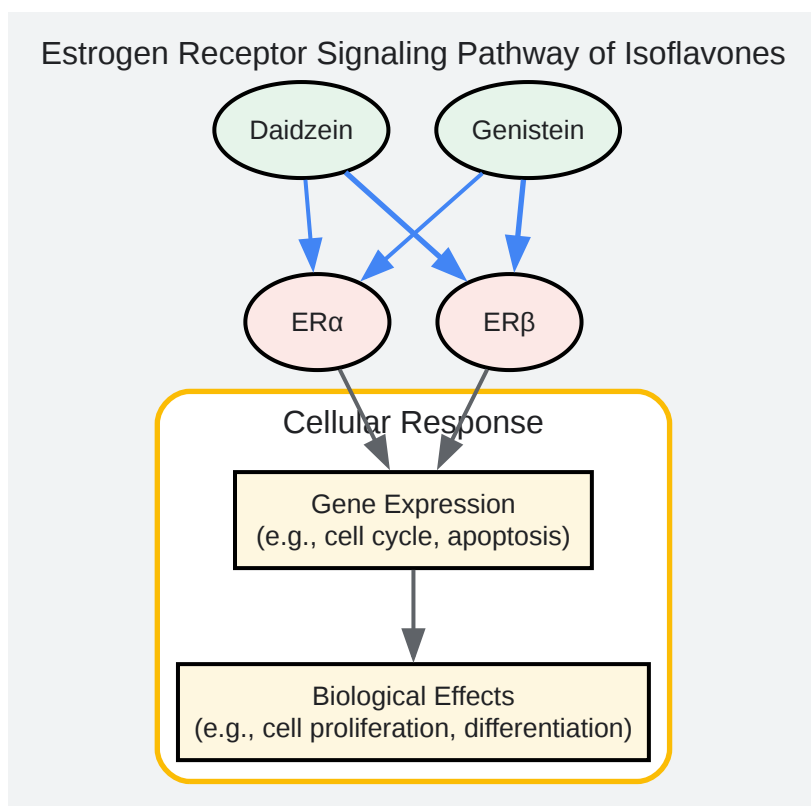 Estrogen Receptor Signaling Pathway of Isoflavones
Daidzein
Genistein
ERα
ERβ
Cellular Response
Gene Expression
(e.g., cell cycle, apoptosis)
Biological Effects
(e.g., cell proliferation, differentiation)